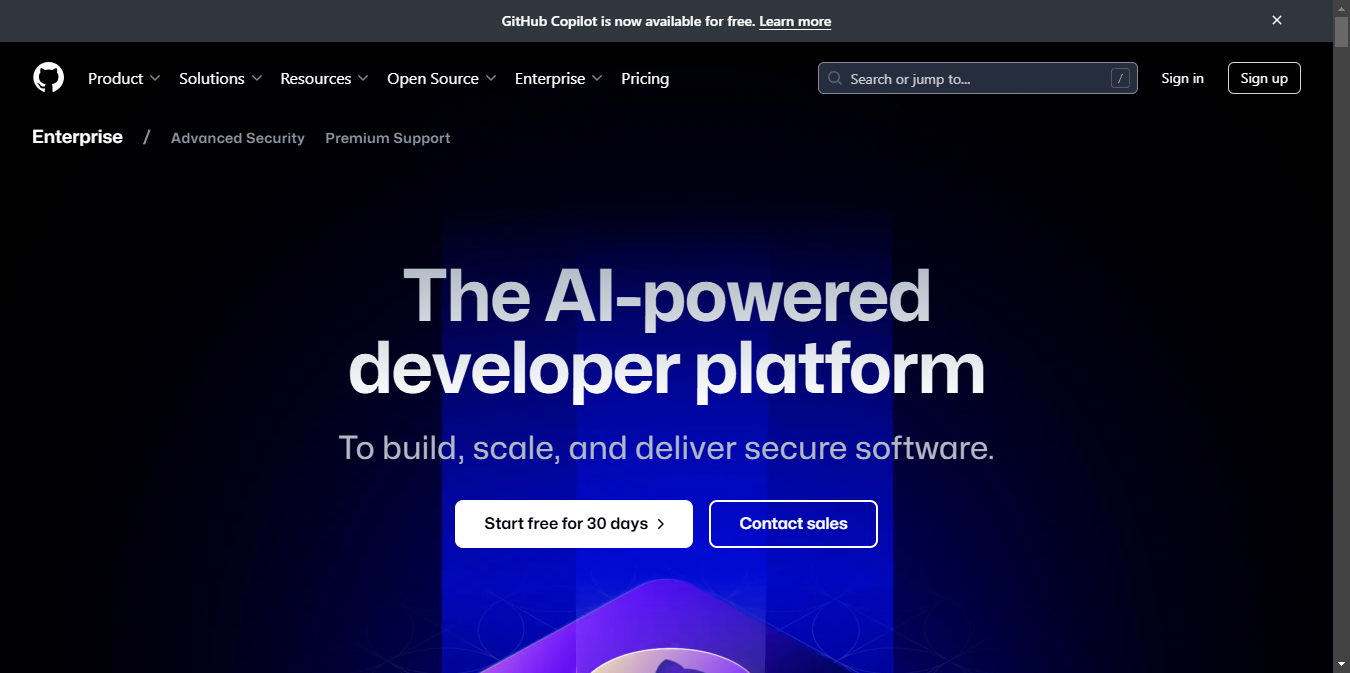 GitHub Copilot is now available for free. Learn more
Product Solutions Resources Open Source Enterprise Pricing Search or jump to... / Sign in Sign up
Enterprise / Advanced Security Premium Support
The AI-powered
developer platform
To build, scale, and deliver secure software.
Start free for 30 days Contact sales